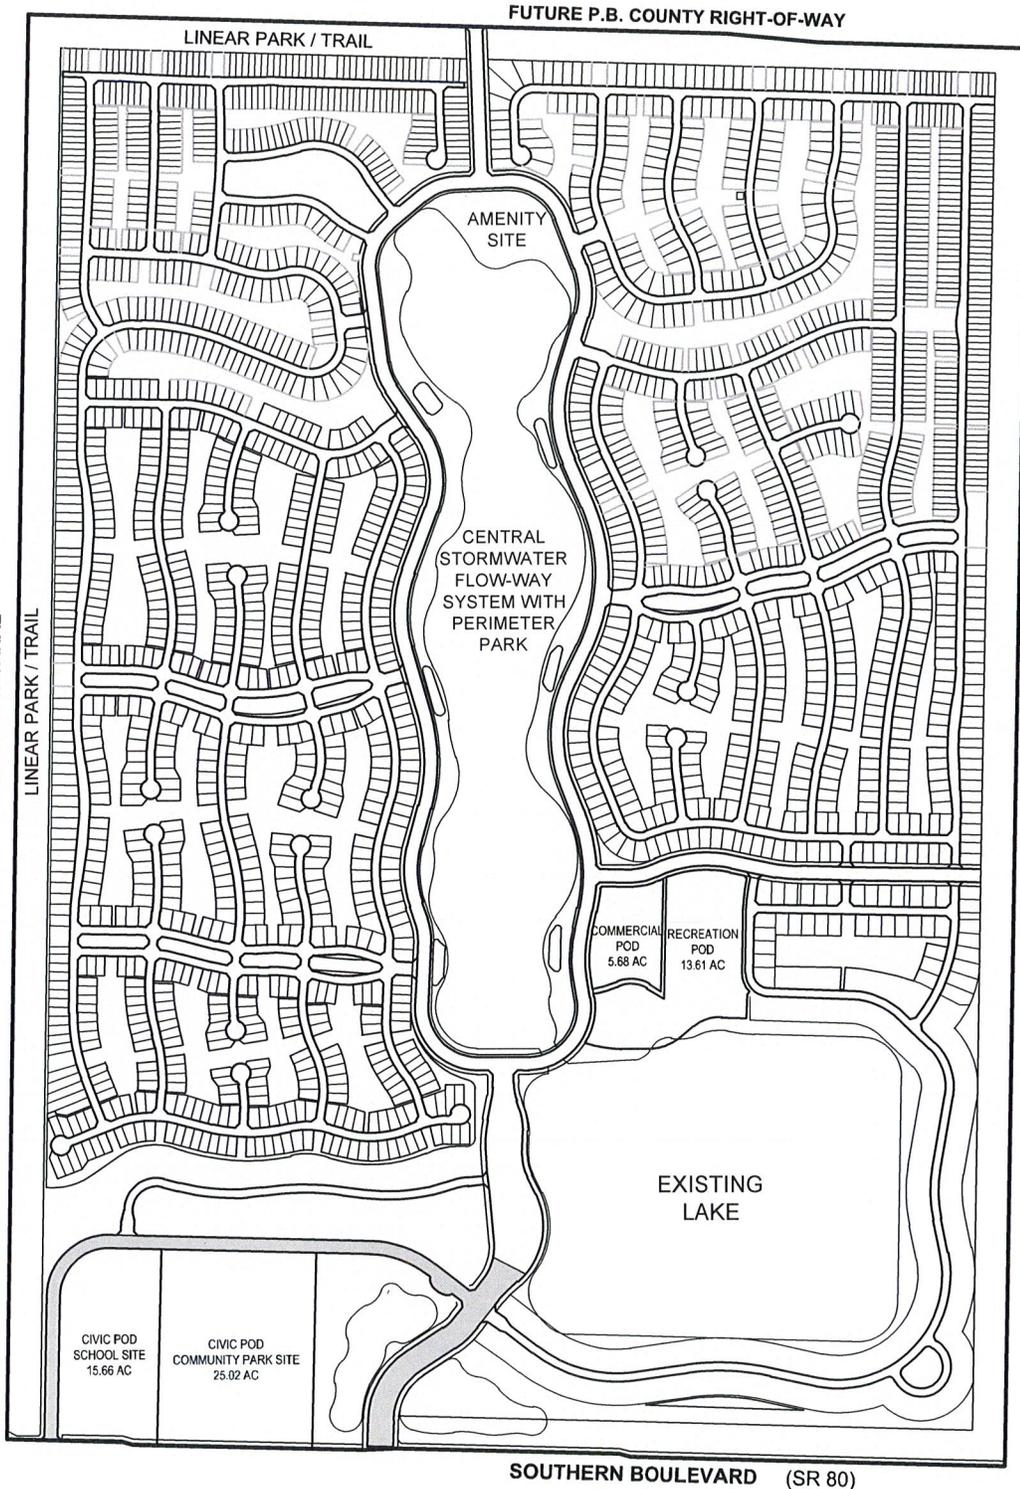 FUTURE P.B. COUNTY RIGHT-OF-WAY
LINEAR PARK / TRAIL
AMENITY
SITE
CENTRAL
STORMWATER
FLOW-WAY
SYSTEM WITH
PERIMETER
PARK
LINEAR PARK / TRAIL
COMMERCIAL
POD
5.68 AC
RECREATION
POD
13.61 AC
EXISTING
LAKE
CIVIC POD
SCHOOL SITE
15.66 AC
CIVIC POD
COMMUNITY PARK SITE
25.02 AC
SOUTHERN BOULEVARD (SR 80)